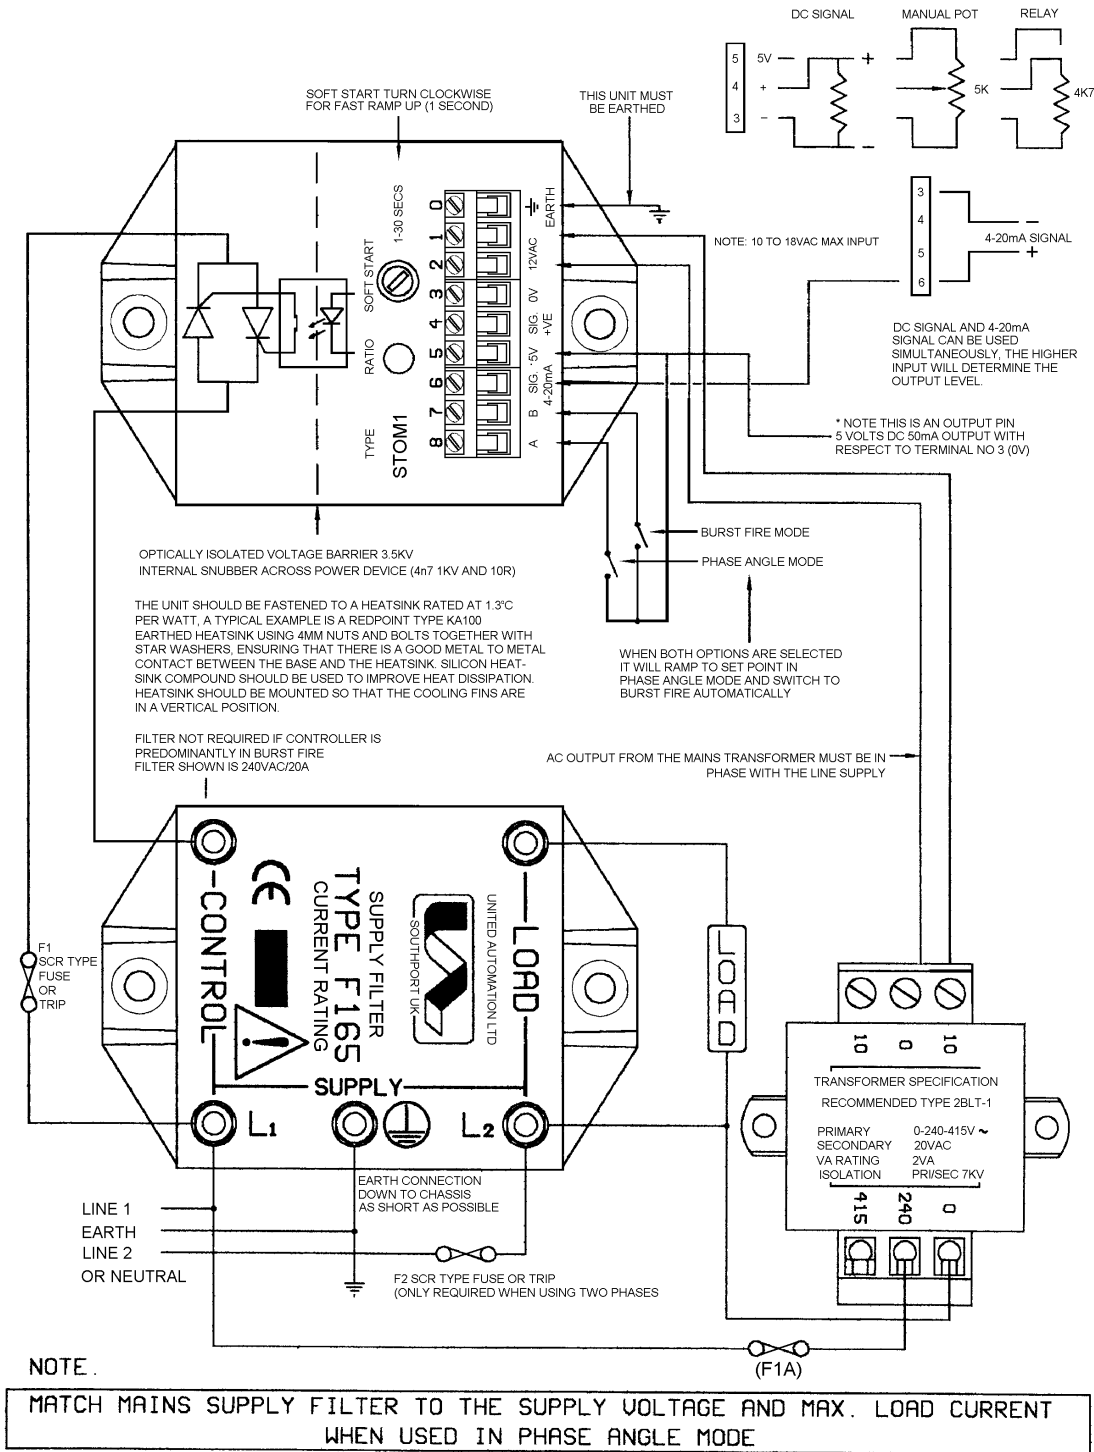 DC SIGNAL
MANUAL POT
RELAY
5 5V +
4 +
3 − −
5K
4K7
SOFT START TURN CLOCKWISE
FOR FAST RAMP UP (1 SECOND)
THIS UNIT MUST
BE EARTHED
3
4
5
6
−
4-20mA SIGNAL
+
NOTE: 10 TO 18VAC MAX INPUT
DC SIGNAL AND 4-20mA
SIGNAL CAN BE USED
SIMULTANEOUSLY, THE HIGHER
INPUT WILL DETERMINE THE
OUTPUT LEVEL.
1-30 SECS
SOFT START
RATIO
TYPE
STOM1
0
1
2
3
4
5
6
7
8
EARTH
12VAC
0V
SIG.
+VE
+5V
SIG.
4-20mA
B
A
* NOTE THIS IS AN OUTPUT PIN
5 VOLTS DC 50mA OUTPUT WITH
RESPECT TO TERMINAL NO 3 (0V)
BURST FIRE MODE
PHASE ANGLE MODE
WHEN BOTH OPTIONS ARE SELECTED
IT WILL RAMP TO SET POINT IN
PHASE ANGLE MODE AND SWITCH TO
BURST FIRE AUTOMATICALLY
OPTICALLY ISOLATED VOLTAGE BARRIER 3.5KV
INTERNAL SNUBBER ACROSS POWER DEVICE (4n7 1KV AND 10R)
THE UNIT SHOULD BE FASTENED TO A HEATSINK RATED AT 1.3°C
PER WATT, A TYPICAL EXAMPLE IS A REDPOINT TYPE KA100
EARTHED HEATSINK USING 4MM NUTS AND BOLTS TOGETHER WITH
STAR WASHERS, ENSURING THAT THERE IS A GOOD METAL TO METAL
CONTACT BETWEEN THE BASE AND THE HEATSINK. SILICON HEAT-
SINK COMPOUND SHOULD BE USED TO IMPROVE HEAT DISSIPATION.
HEATSINK SHOULD BE MOUNTED SO THAT THE COOLING FINS ARE
IN A VERTICAL POSITION.
FILTER NOT REQUIRED IF CONTROLLER IS
PREDOMINANTLY IN BURST FIRE
FILTER SHOWN IS 240VAC/20A
AC OUTPUT FROM THE MAINS TRANSFORMER MUST BE IN
PHASE WITH THE LINE SUPPLY
F1
SCR TYPE
FUSE
OR
TRIP
CONTROL
CE
SUPPLY FILTER
TYPE F165
CURRENT RATING
UNITED AUTOMATION LTD
SOUTHPORT UK
LOAD
!
SUPPLY
L1
L2
LOAD
10 0 10
TRANSFORMER SPECIFICATION
RECOMMENDED TYPE 2BLT-1
PRIMARY 0-240-415V ~
SECONDARY 20VAC
VA RATING 2VA
ISOLATION PRI/SEC 7KV
415 240 0
EARTH CONNECTION
DOWN TO CHASSIS
AS SHORT AS POSSIBLE
LINE 1
EARTH
LINE 2
OR NEUTRAL
F2 SCR TYPE FUSE OR TRIP
(ONLY REQUIRED WHEN USING TWO PHASES
(F1A)
NOTE.
MATCH MAINS SUPPLY FILTER TO THE SUPPLY VOLTAGE AND MAX. LOAD CURRENT
WHEN USED IN PHASE ANGLE MODE